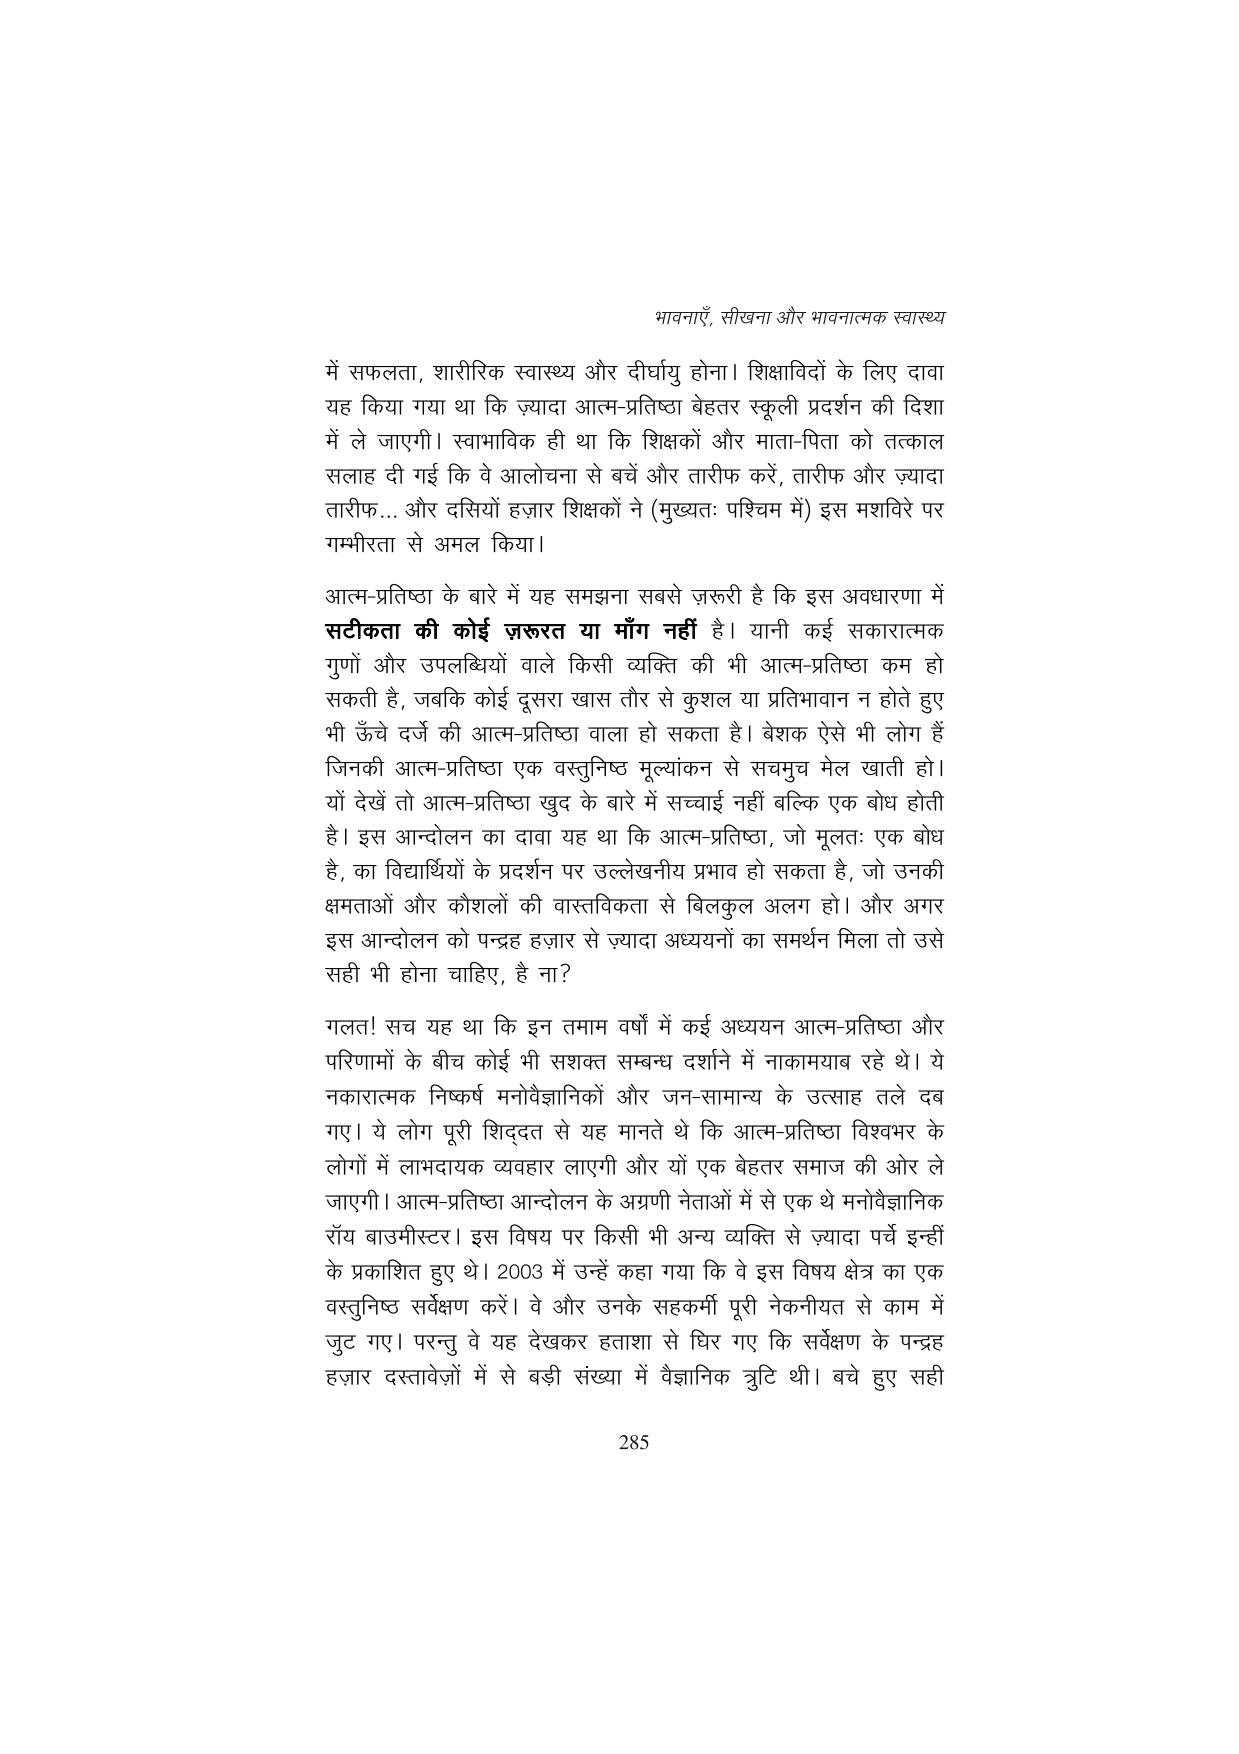 भावनाएँ, सीखना और भावनात्मक स्वास्थ्य
में सफलता, शारीरिक स्वास्थ्य और दीर्घायु होना। शिक्षाविदों के लिए दावा
यह किया गया था कि ज़्यादा आत्म-प्रतिष्ठा बेहतर स्कूली प्रदर्शन की दिशा
में ले जाएगी। स्वाभाविक ही था कि शिक्षकों और माता-पिता को तत्काल
सलाह दी गई कि वे आलोचना से बचें और तारीफ करें, तारीफ और ज़्यादा
तारीफ... और दसियों हज़ार शिक्षकों ने (मुख्यतः पश्चिम में) इस मशविरे पर
गम्भीरता से अमल किया।
आत्म-प्रतिष्ठा के बारे में यह समझना सबसे ज़रूरी है कि इस अवधारणा में
सटीकता की कोई ज़रूरत या माँग नहीं है। यानी कई सकारात्मक
गुणों और उपलब्धियों वाले किसी व्यक्ति की भी आत्म-प्रतिष्ठा कम हो
सकती है, जबकि कोई दूसरा खास तौर से कुशल या प्रतिभावान न होते हुए
भी ऊँचे दर्जे की आत्म-प्रतिष्ठा वाला हो सकता है। बेशक ऐसे भी लोग हैं
जिनकी आत्म-प्रतिष्ठा एक वस्तुनिष्ठ मूल्यांकन से सचमुच मेल खाती हो।
यों देखें तो आत्म-प्रतिष्ठा खुद के बारे में सच्चाई नहीं बल्कि एक बोध होती
है। इस आन्दोलन का दावा यह था कि आत्म-प्रतिष्ठा, जो मूलतः एक बोध
है, का विद्यार्थियों के प्रदर्शन पर उल्लेखनीय प्रभाव हो सकता है, जो उनकी
क्षमताओं और कौशलों की वास्तविकता से बिलकुल अलग हो। और अगर
इस आन्दोलन को पन्द्रह हज़ार से ज़्यादा अध्ययनों का समर्थन मिला तो उसे
सही भी होना चाहिए, है ना?
गलत! सच यह था कि इन तमाम वर्षों में कई अध्ययन आत्म-प्रतिष्ठा और
परिणामों के बीच कोई भी सशक्त सम्बन्ध दर्शाने में नाकामयाब रहे थे। ये
नकारात्मक निष्कर्ष मनोवैज्ञानिकों और जन-सामान्य के उत्साह तले दब
गए। ये लोग पूरी शिद्दत से यह मानते थे कि आत्म-प्रतिष्ठा विश्वभर के
लोगों में लाभदायक व्यवहार लाएगी और यों एक बेहतर समाज की ओर ले
जाएगी। आत्म-प्रतिष्ठा आन्दोलन के अग्रणी नेताओं में से एक थे मनोवैज्ञानिक
रॉय बाउमीस्टर। इस विषय पर किसी भी अन्य व्यक्ति से ज़्यादा पर्चे इन्हीं
के प्रकाशित हुए थे। 2003 में उन्हें कहा गया कि वे इस विषय क्षेत्र का एक
वस्तुनिष्ठ सर्वेक्षण करें। वे और उनके सहकर्मी पूरी नेकनीयत से काम में
जुट गए। परन्तु वे यह देखकर हताशा से घिर गए कि सर्वेक्षण के पन्द्रह
हज़ार दस्तावेज़ों में से बड़ी संख्या में वैज्ञानिक त्रुटि थी। बचे हुए सही
285